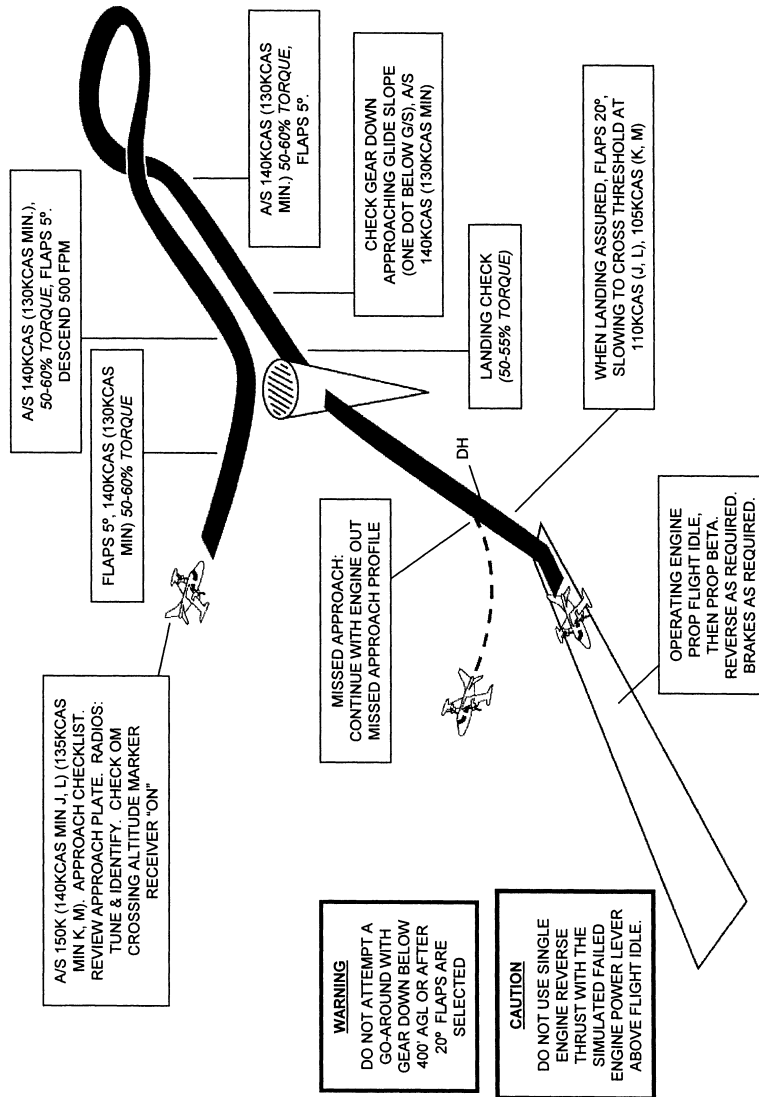 A/S 150K (140KCAS MIN J, L) (135KCAS
MIN K, M). APPROACH CHECKLIST.
REVIEW APPROACH PLATE. RADIOS:
TUNE & IDENTIFY. CHECK OM
CROSSING ALTITUDE MARKER
RECEIVER "ON"
FLAPS 5º, 140KCAS (130KCAS
MIN) 50-60% TORQUE
A/S 140KCAS (130KCAS MIN.),
50-60% TORQUE, FLAPS 5º.
DESCEND 500 FPM
A/S 140KCAS (130KCAS
MIN.) 50-60% TORQUE,
FLAPS 5º.
CHECK GEAR DOWN
APPROACHING GLIDE SLOPE
(ONE DOT BELOW G/S), A/S
140KCAS (130KCAS MIN)
LANDING CHECK
(50-55% TORQUE)
MISSED APPROACH:
CONTINUE WITH ENGINE OUT
MISSED APPROACH PROFILE
DH
WHEN LANDING ASSURED, FLAPS 20º,
SLOWING TO CROSS THRESHOLD AT
110KCAS (J, L), 105KCAS (K, M)
OPERATING ENGINE
PROP FLIGHT IDLE,
THEN PROP BETA.
REVERSE AS REQUIRED.
BRAKES AS REQUIRED.
WARNING
DO NOT ATTEMPT A
GO-AROUND WITH
GEAR DOWN BELOW
400' AGL OR AFTER
20º FLAPS ARE
SELECTED
CAUTION
DO NOT USE SINGLE
ENGINE REVERSE
THRUST WITH THE
SIMULATED FAILED
ENGINE POWER LEVER
ABOVE FLIGHT IDLE.